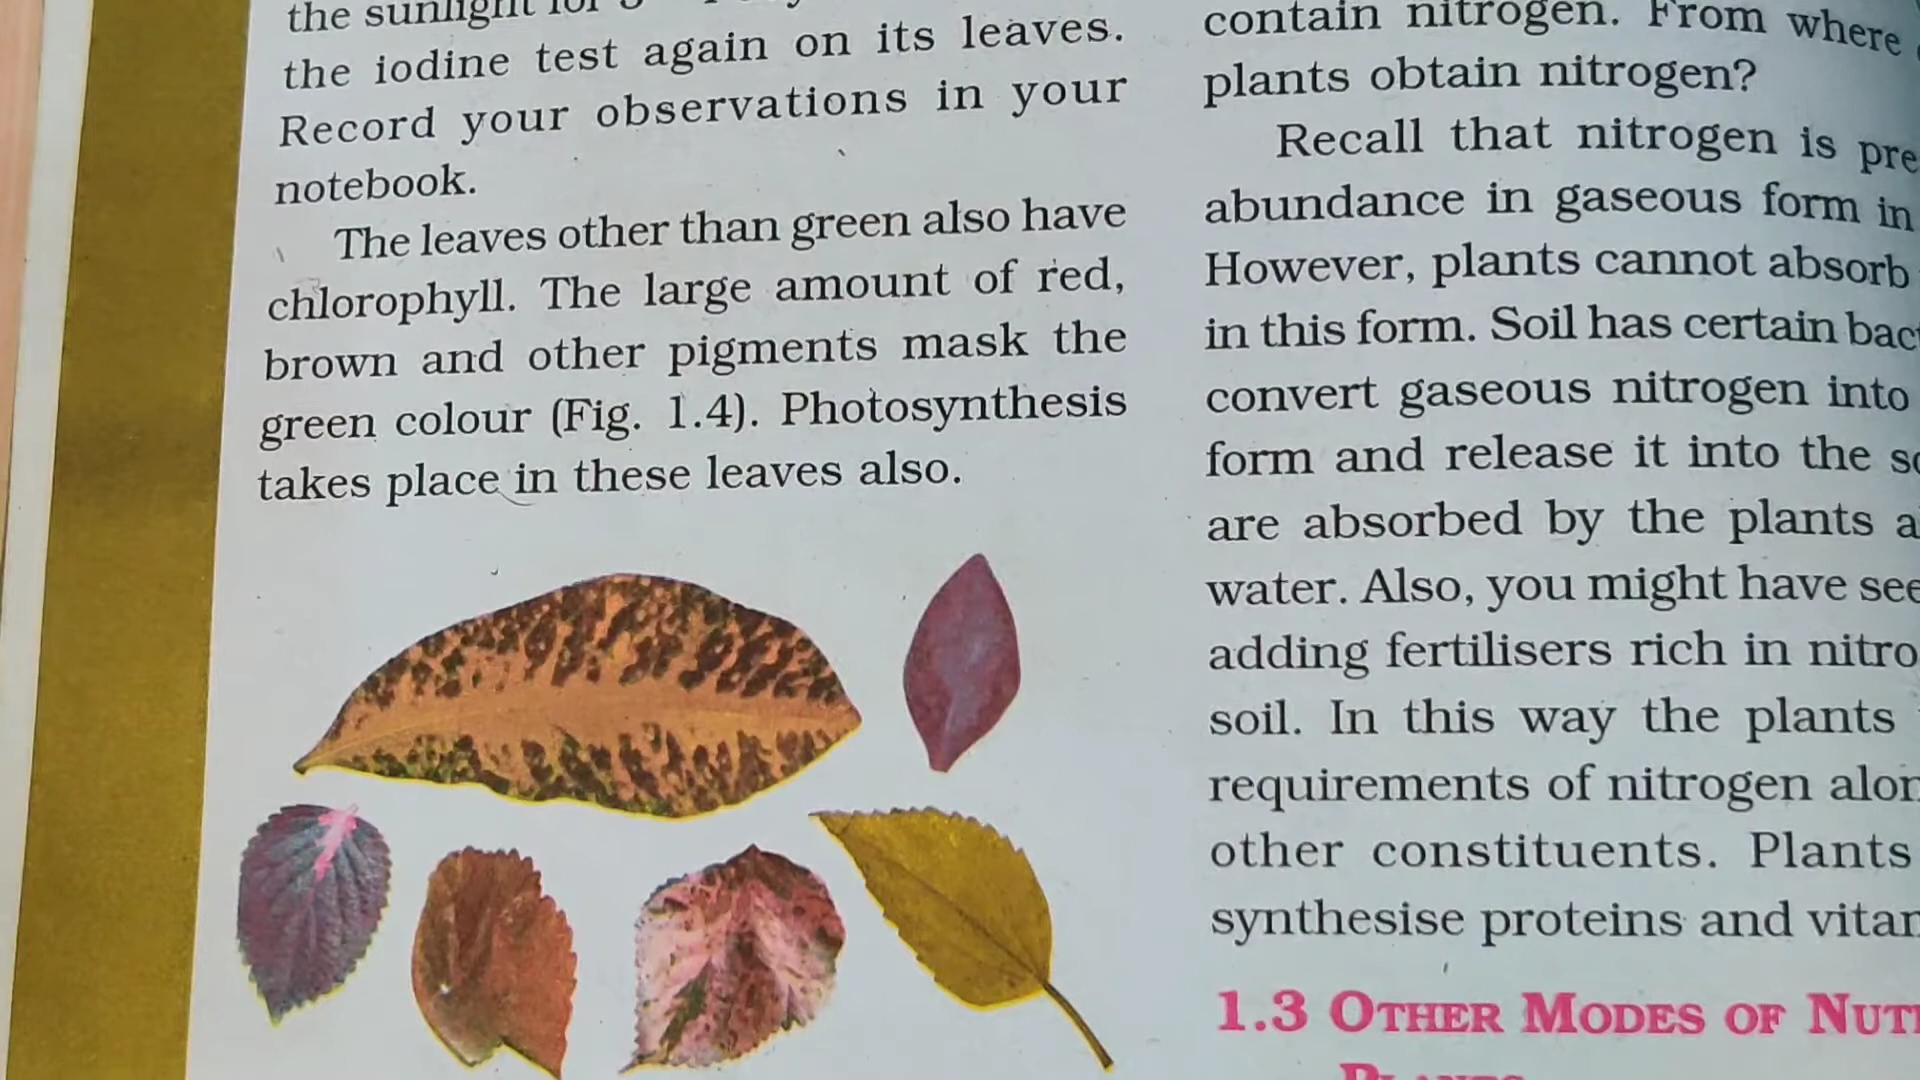 the sunlight for
the iodine test again on its leaves.
Record your observations in your
notebook.
The leaves other than green also have
chlorophyll. The large amount of red,
brown and other pigments mask the
green colour (Fig. 1.4). Photosynthesis
takes place in these leaves also.
contain nitrogen. From where
plants obtain nitrogen?
Recall that nitrogen is
abundance in gaseous form in
However, plants cannot absorb
in this form. Soil has certain
convert gaseous nitrogen into
form and release it into the
are absorbed by the plants
water. Also, you might have
adding fertilisers rich in
soil. In this way the plants
requirements of nitrogen
other constituents. Plants
synthesise proteins and
1.3 OTHER MODES OF